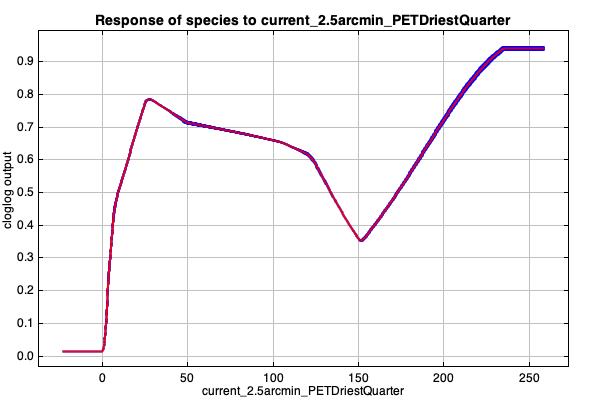 Response of species to current_2.5arcmin_PETDriestQuarter
cloglog output
0.9
0.8
0.7
0.6
0.5
0.4
0.3
0.2
0.1
0.0
0 50 100 150 200 250
current_2.5arcmin_PETDriestQuarter